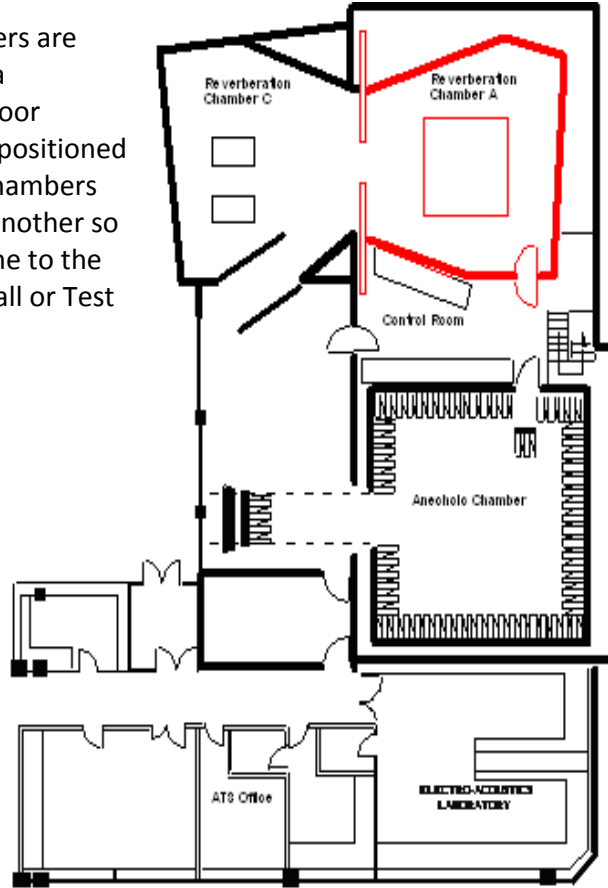 ers are
a
oor
positioned
hambers
nother so
ne to the
all or Test
Reverberation
Chamber C
Reverberation
Chamber A
Control Room
Anechoic Chamber
ATS Office
ELECTRO-ACOUSTICS
LABORATORY